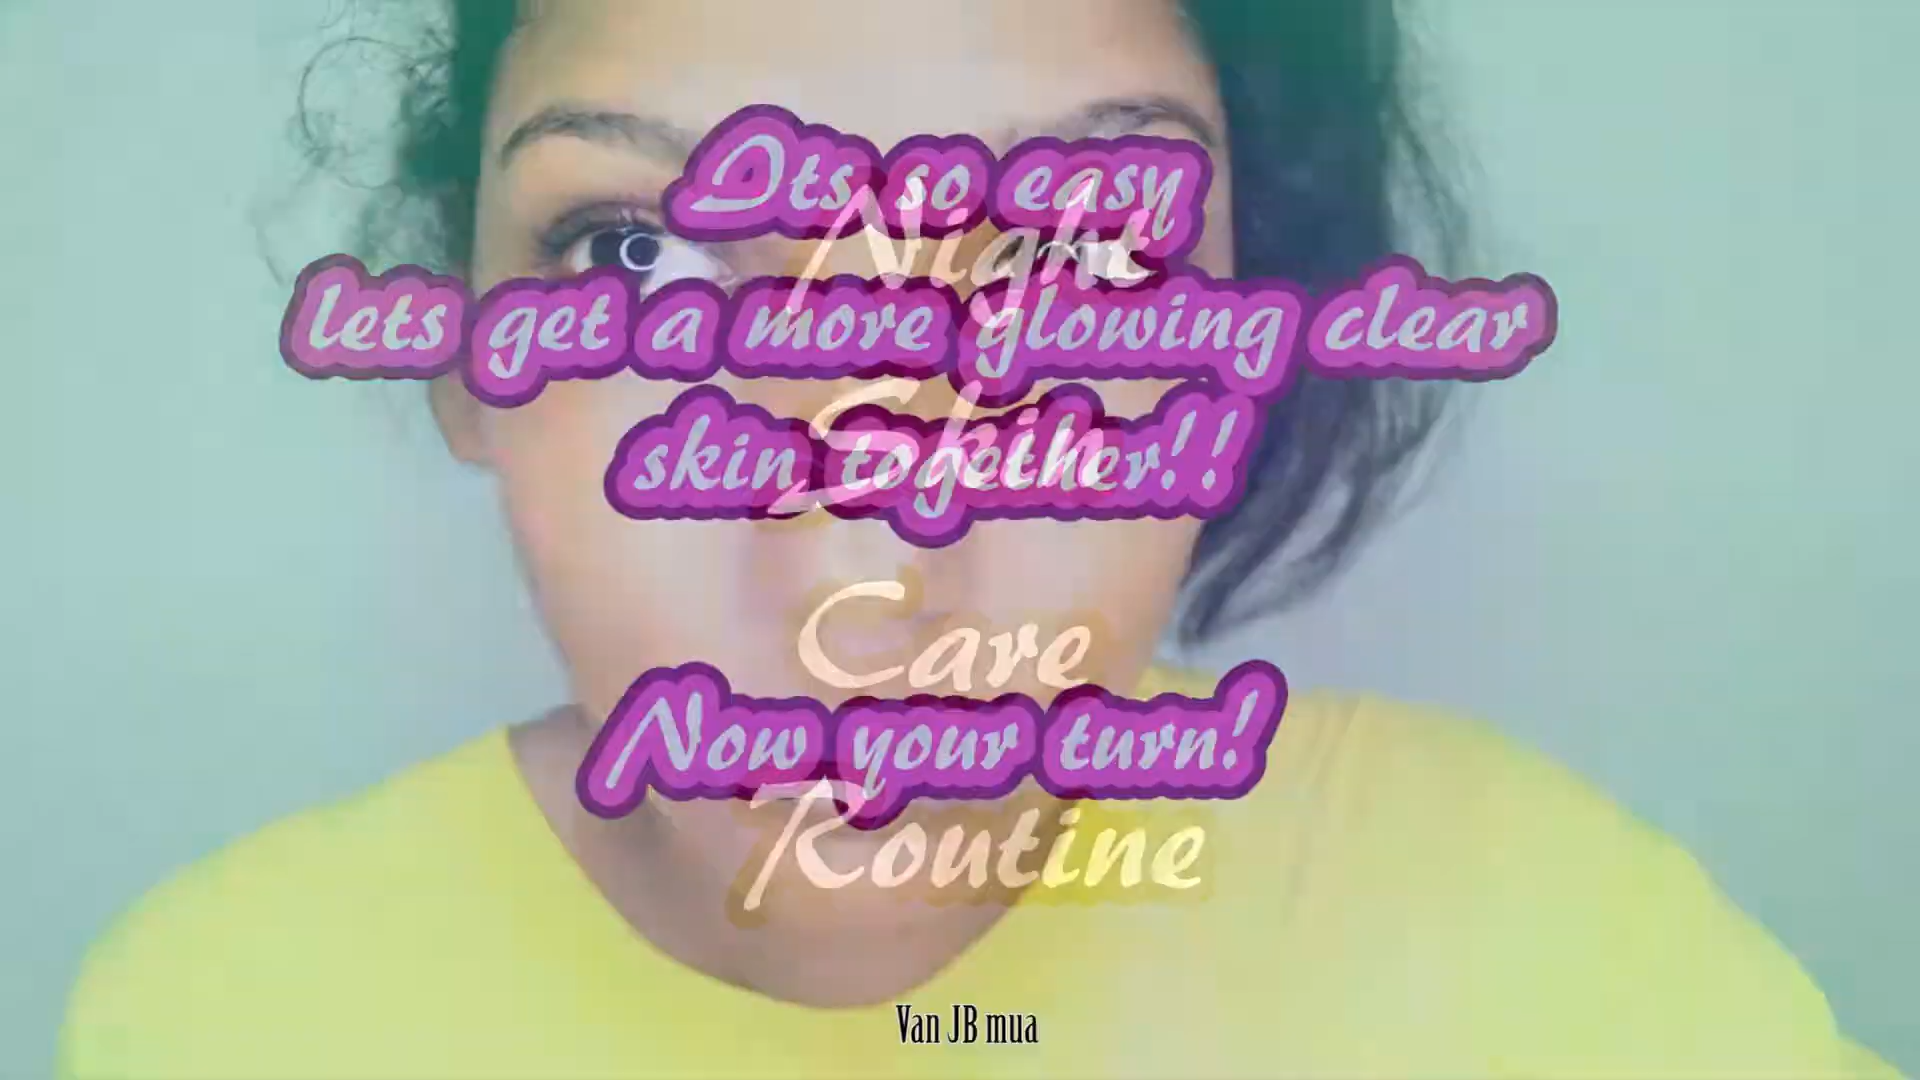 Its so easy
Night
lets get a more glowing clear
Skin
skin together!!
Care
Now your turn!
Routine
Van JB mua